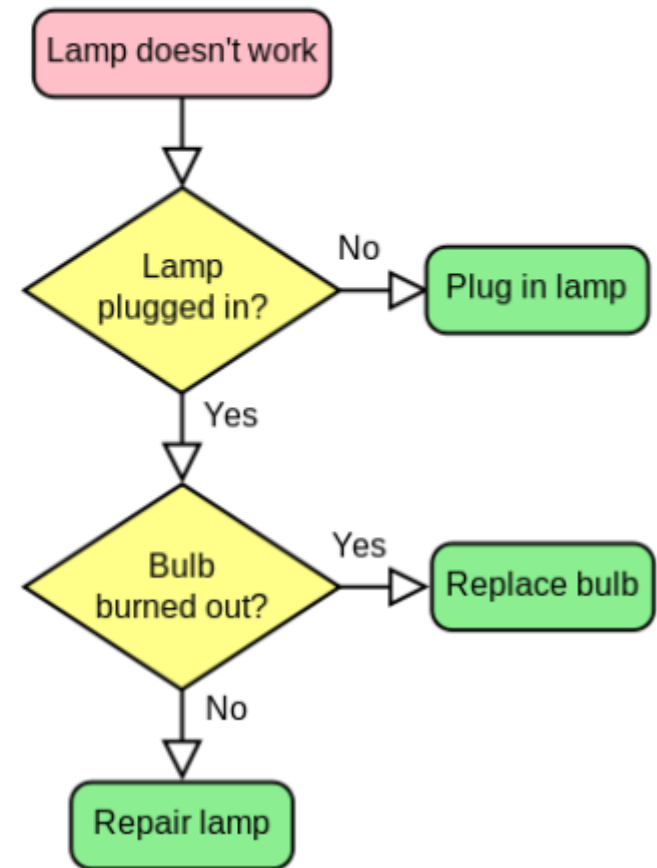 Lamp doesn't work
Lamp
plugged in?
No
Plug in lamp
Yes
Bulb
burned out?
Yes
Replace bulb
No
Repair lamp